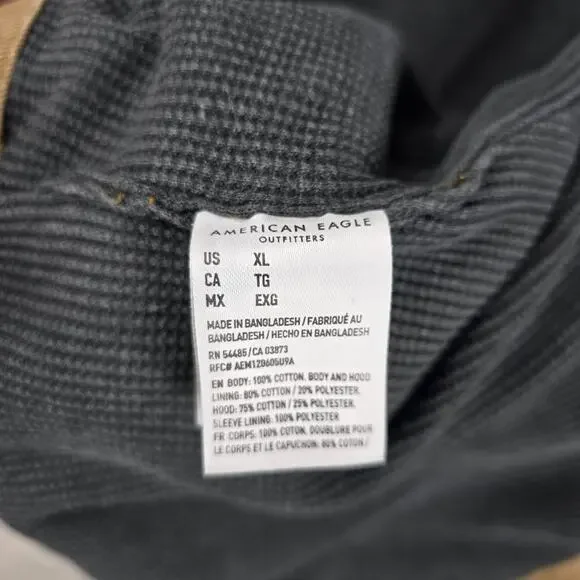 AMERICAN EAGLE
OUTFITTERS
US XL
CA TG
MX EXG
MADE IN BANGLADESH / FABRIQUÉ AU
BANGLADESH / HECHO EN BANGLADESH
RN 54485/CA 03873
RFC# AEM120605U9A
EN BODY: 100% COTTON. BODY AND HOOD
LINING: 80% COTTON / 20% POLYESTER.
HOOD: 75% COTTON / 25% POLYESTER.
SLEEVE LINING: 100% POLYESTER
FR: CORPS: 100% COTON. DOUBLURE POUR
LE CORPS ET LE CAPUCHON: 80% COTON /